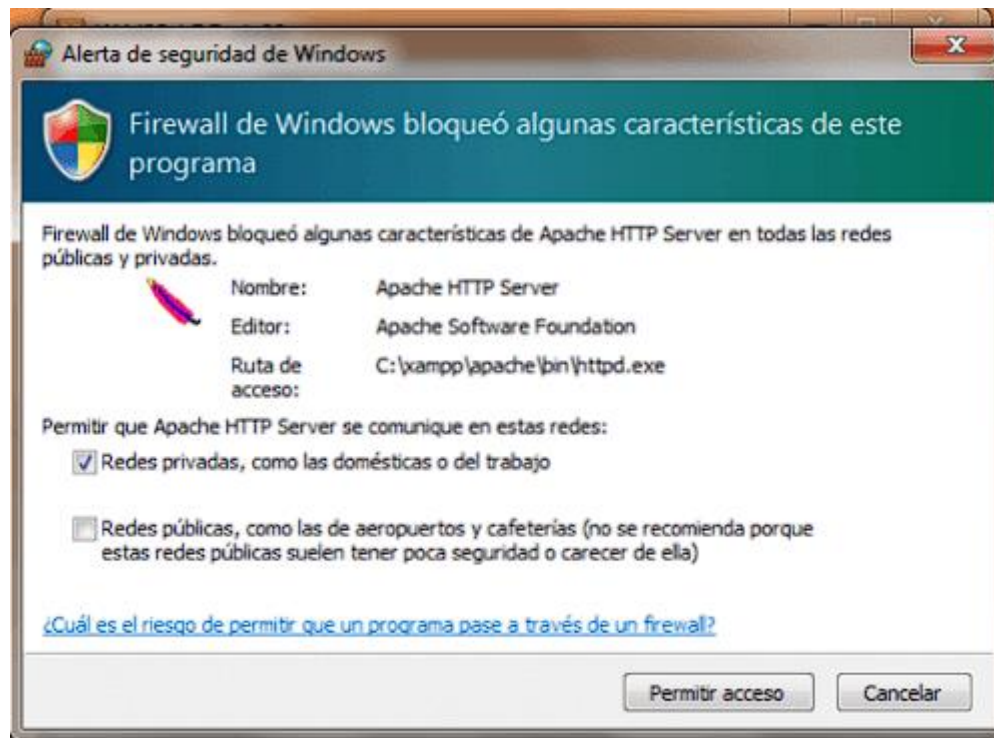 Alerta de seguridad de Windows
Firewall de Windows bloqueó algunas características de este
programa
Firewall de Windows bloqueó algunas características de Apache HTTP Server en todas las redes
públicas y privadas.
Nombre: Apache HTTP Server
Editor: Apache Software Foundation
Ruta de acceso: C:\xampp\apache\bin\httpd.exe
Permitir que Apache HTTP Server se comunique en estas redes:
Redes privadas, como las domésticas o del trabajo
Redes públicas, como las de aeropuertos y cafeterías (no se recomienda porque
estas redes públicas suelen tener poca seguridad o carecer de ella)
¿Cuál es el riesgo de permitir que un programa pase a través de un firewall?
Permitir acceso Cancelar